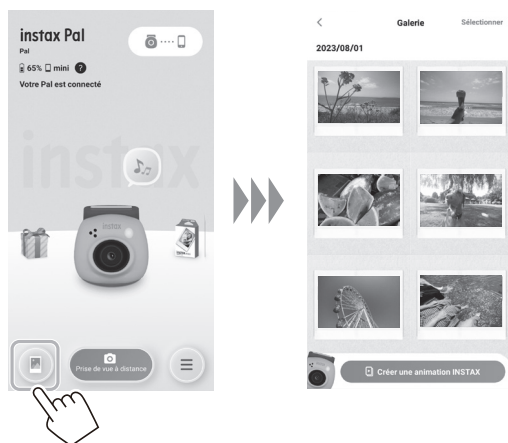 instax Pal
Pal
65% mini ?
Votre Pal est connecté
instax
instax
Prise de vue à distance
Galerie
Sélectionner
2023/08/01
Créer une animation INSTAX